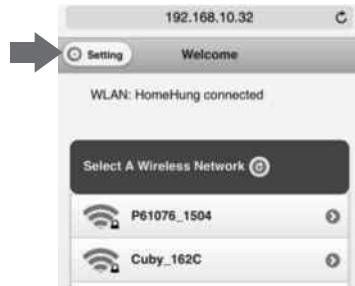 192.168.10.32
Setting
Welcome
WLAN: HomeHung connected
Select A Wireless Network
P61076_1504
Cuby_162C